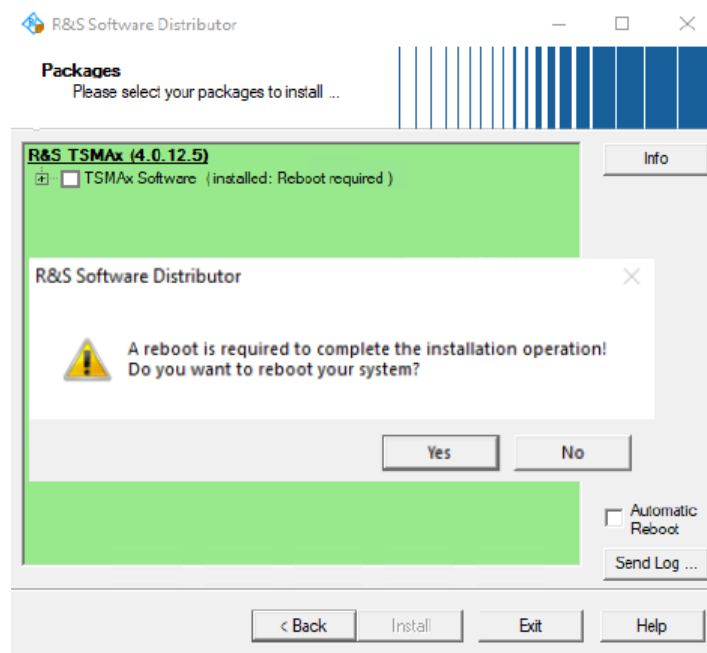 R&S Software Distributor
Packages
Please select your packages to install ...
R&S TSMAx (4.0.12.5)
TSMAx Software (installed: Reboot required )
Info
R&S Software Distributor
A reboot is required to complete the installation operation!
Do you want to reboot your system?
Yes
No
Automatic
Reboot
Send Log ...
< Back
Install
Exit
Help